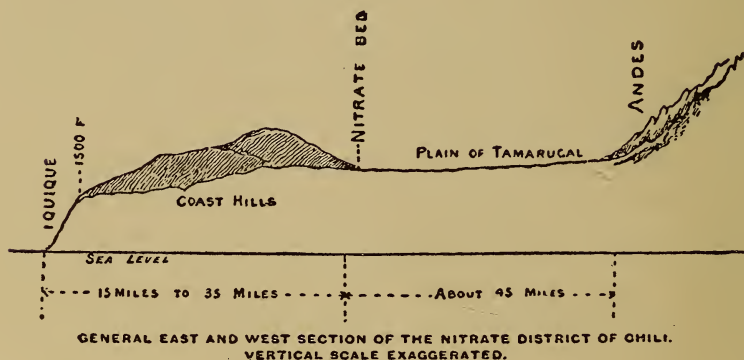 IQUIQUE
1500 F
COAST HILLS
NITRATE BED
PLAIN OF TAMARUGAL
ANDES
SEA LEVEL
15 MILES TO 35 MILES
ABOUT 45 MILES
GENERAL EAST AND WEST SECTION OF THE NITRATE DISTRICT OF CHILI.
VERTICAL SCALE EXAGGERATED.